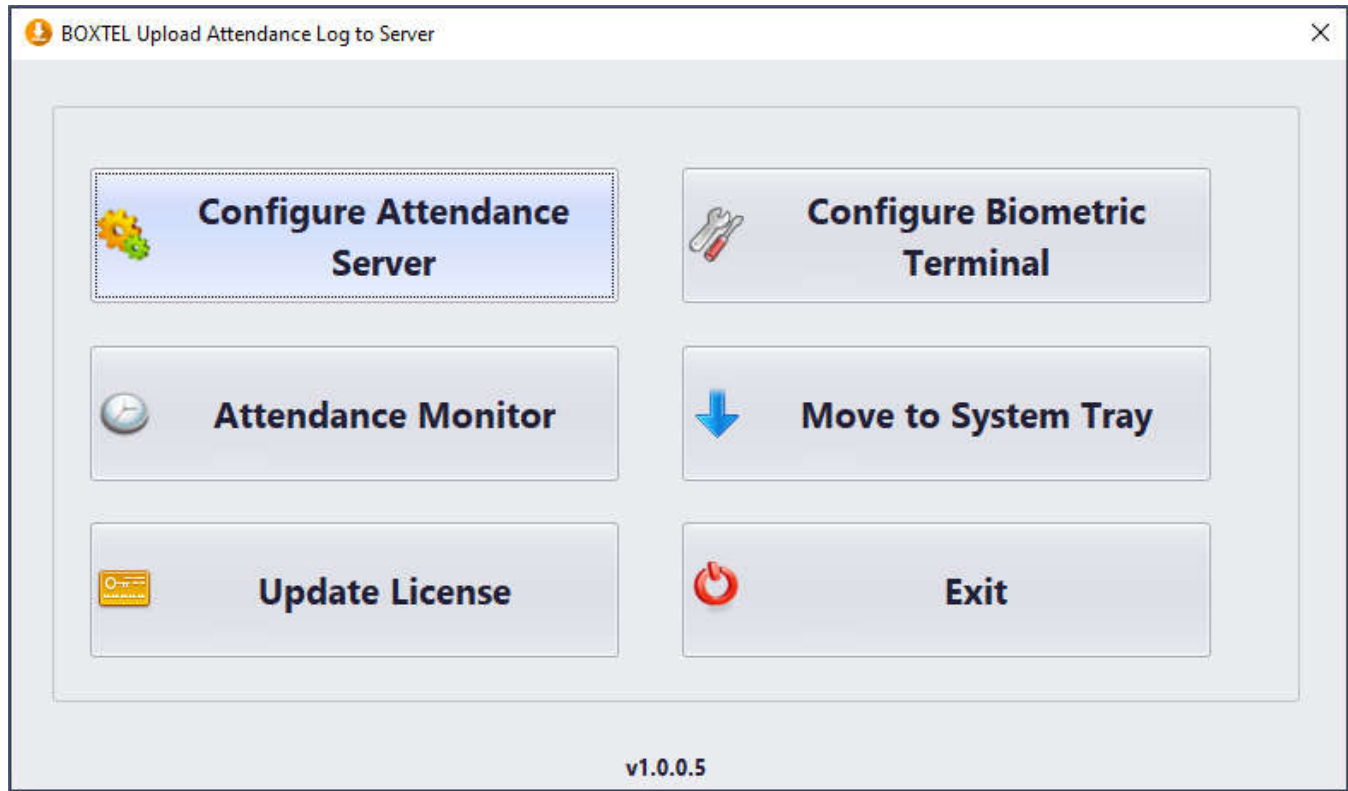 BOXTEL Upload Attendance Log to Server
Configure Attendance
Server
Configure Biometric
Terminal
Attendance Monitor
Move to System Tray
Update License
Exit
v1.0.0.5